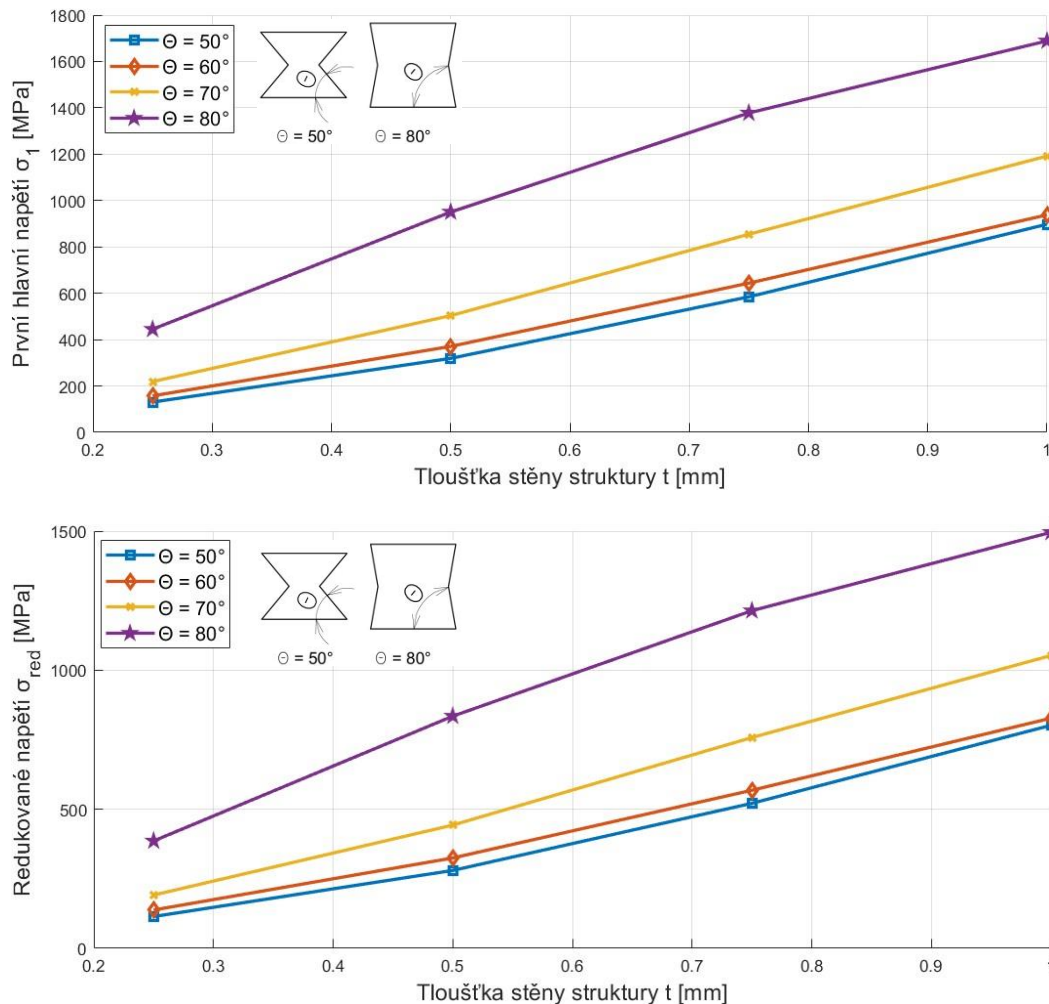 První hlavní napětí σ₁ [MPa]
1800
1600
1400
1200
1000
800
600
400
200
0
Θ = 50°
Θ = 60°
Θ = 70°
Θ = 80°
Θ = 50°
Θ = 80°
0.2 0.3 0.4 0.5 0.6 0.7 0.8 0.9 1
Tloušťka stěny struktury t [mm]
Redukované napětí σ_red [MPa]
1500
1000
500
0
Θ = 50°
Θ = 60°
Θ = 70°
Θ = 80°
Θ = 50°
Θ = 80°
0.2 0.3 0.4 0.5 0.6 0.7 0.8 0.9 1
Tloušťka stěny struktury t [mm]